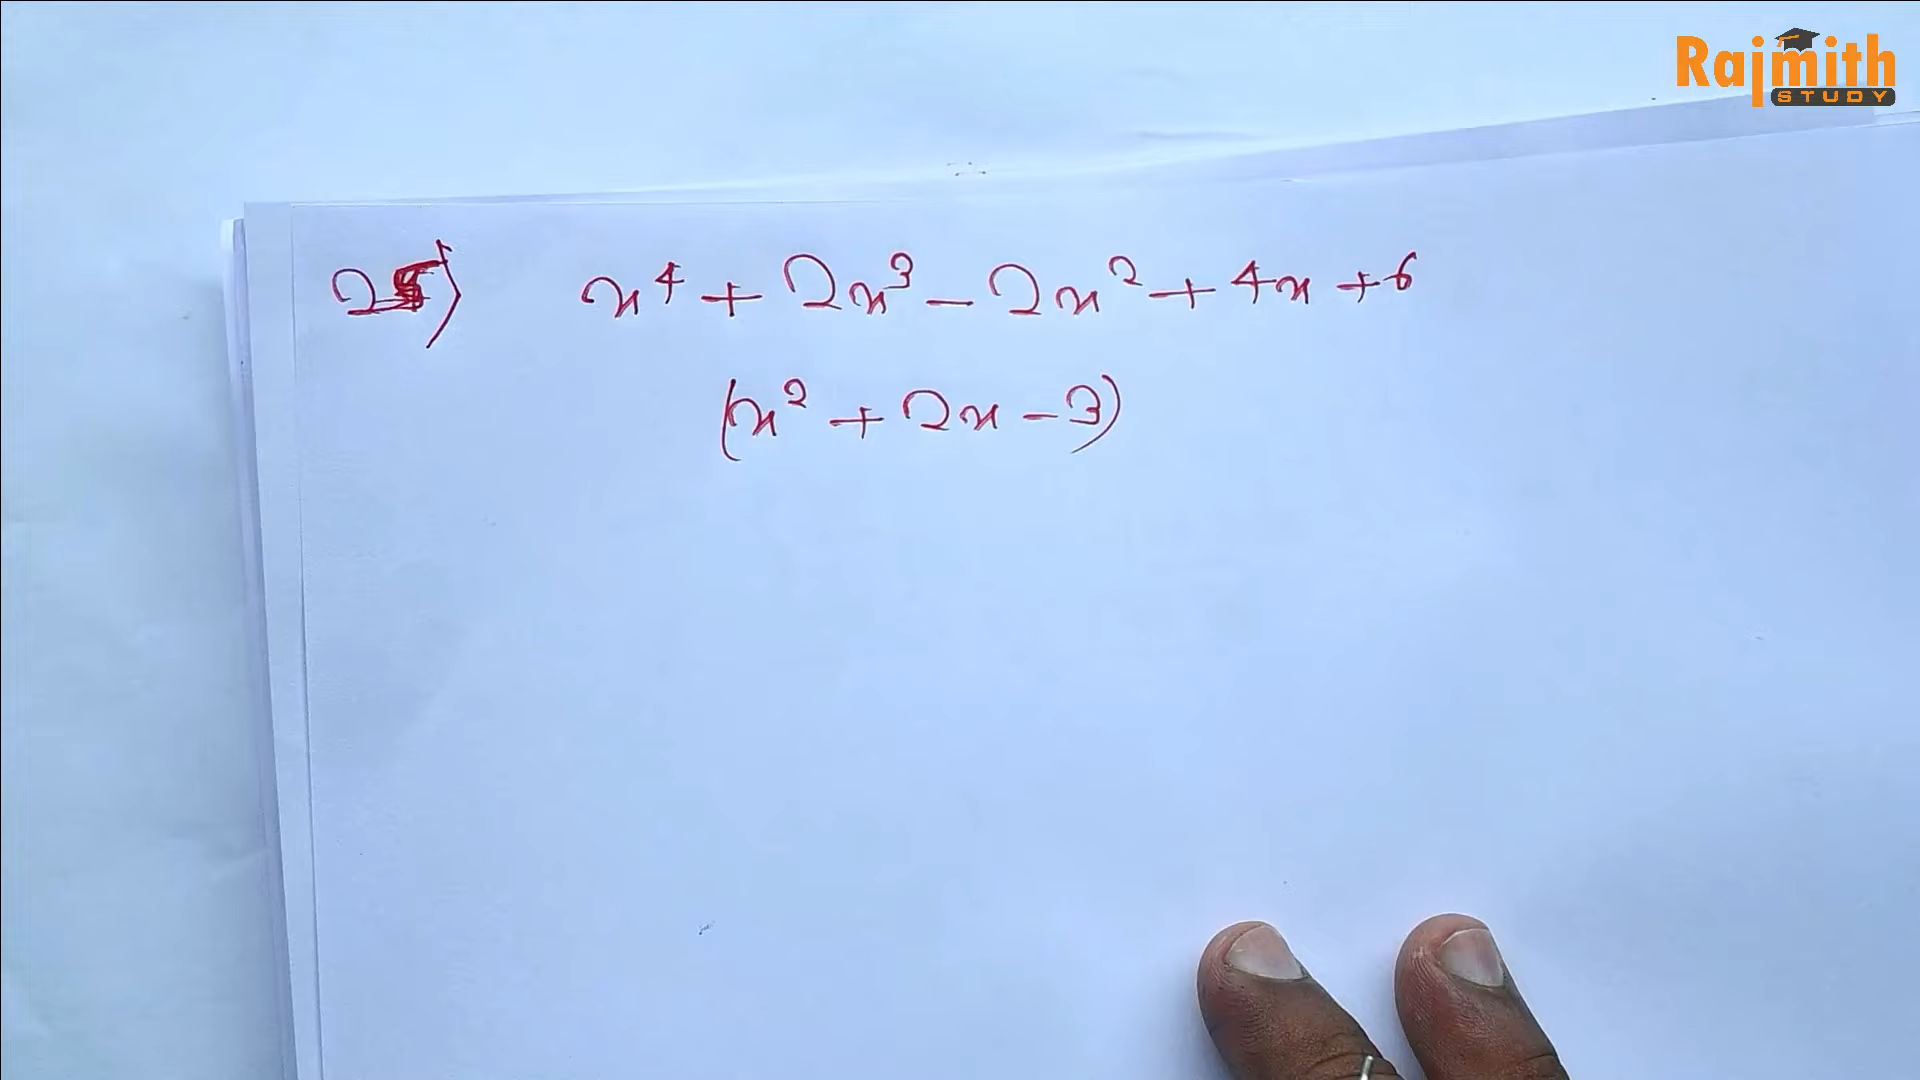 Rajmith
STUDY
25) x⁴ + 2x³ - 2x² + 4x + 6
(x² + 2x - 3)